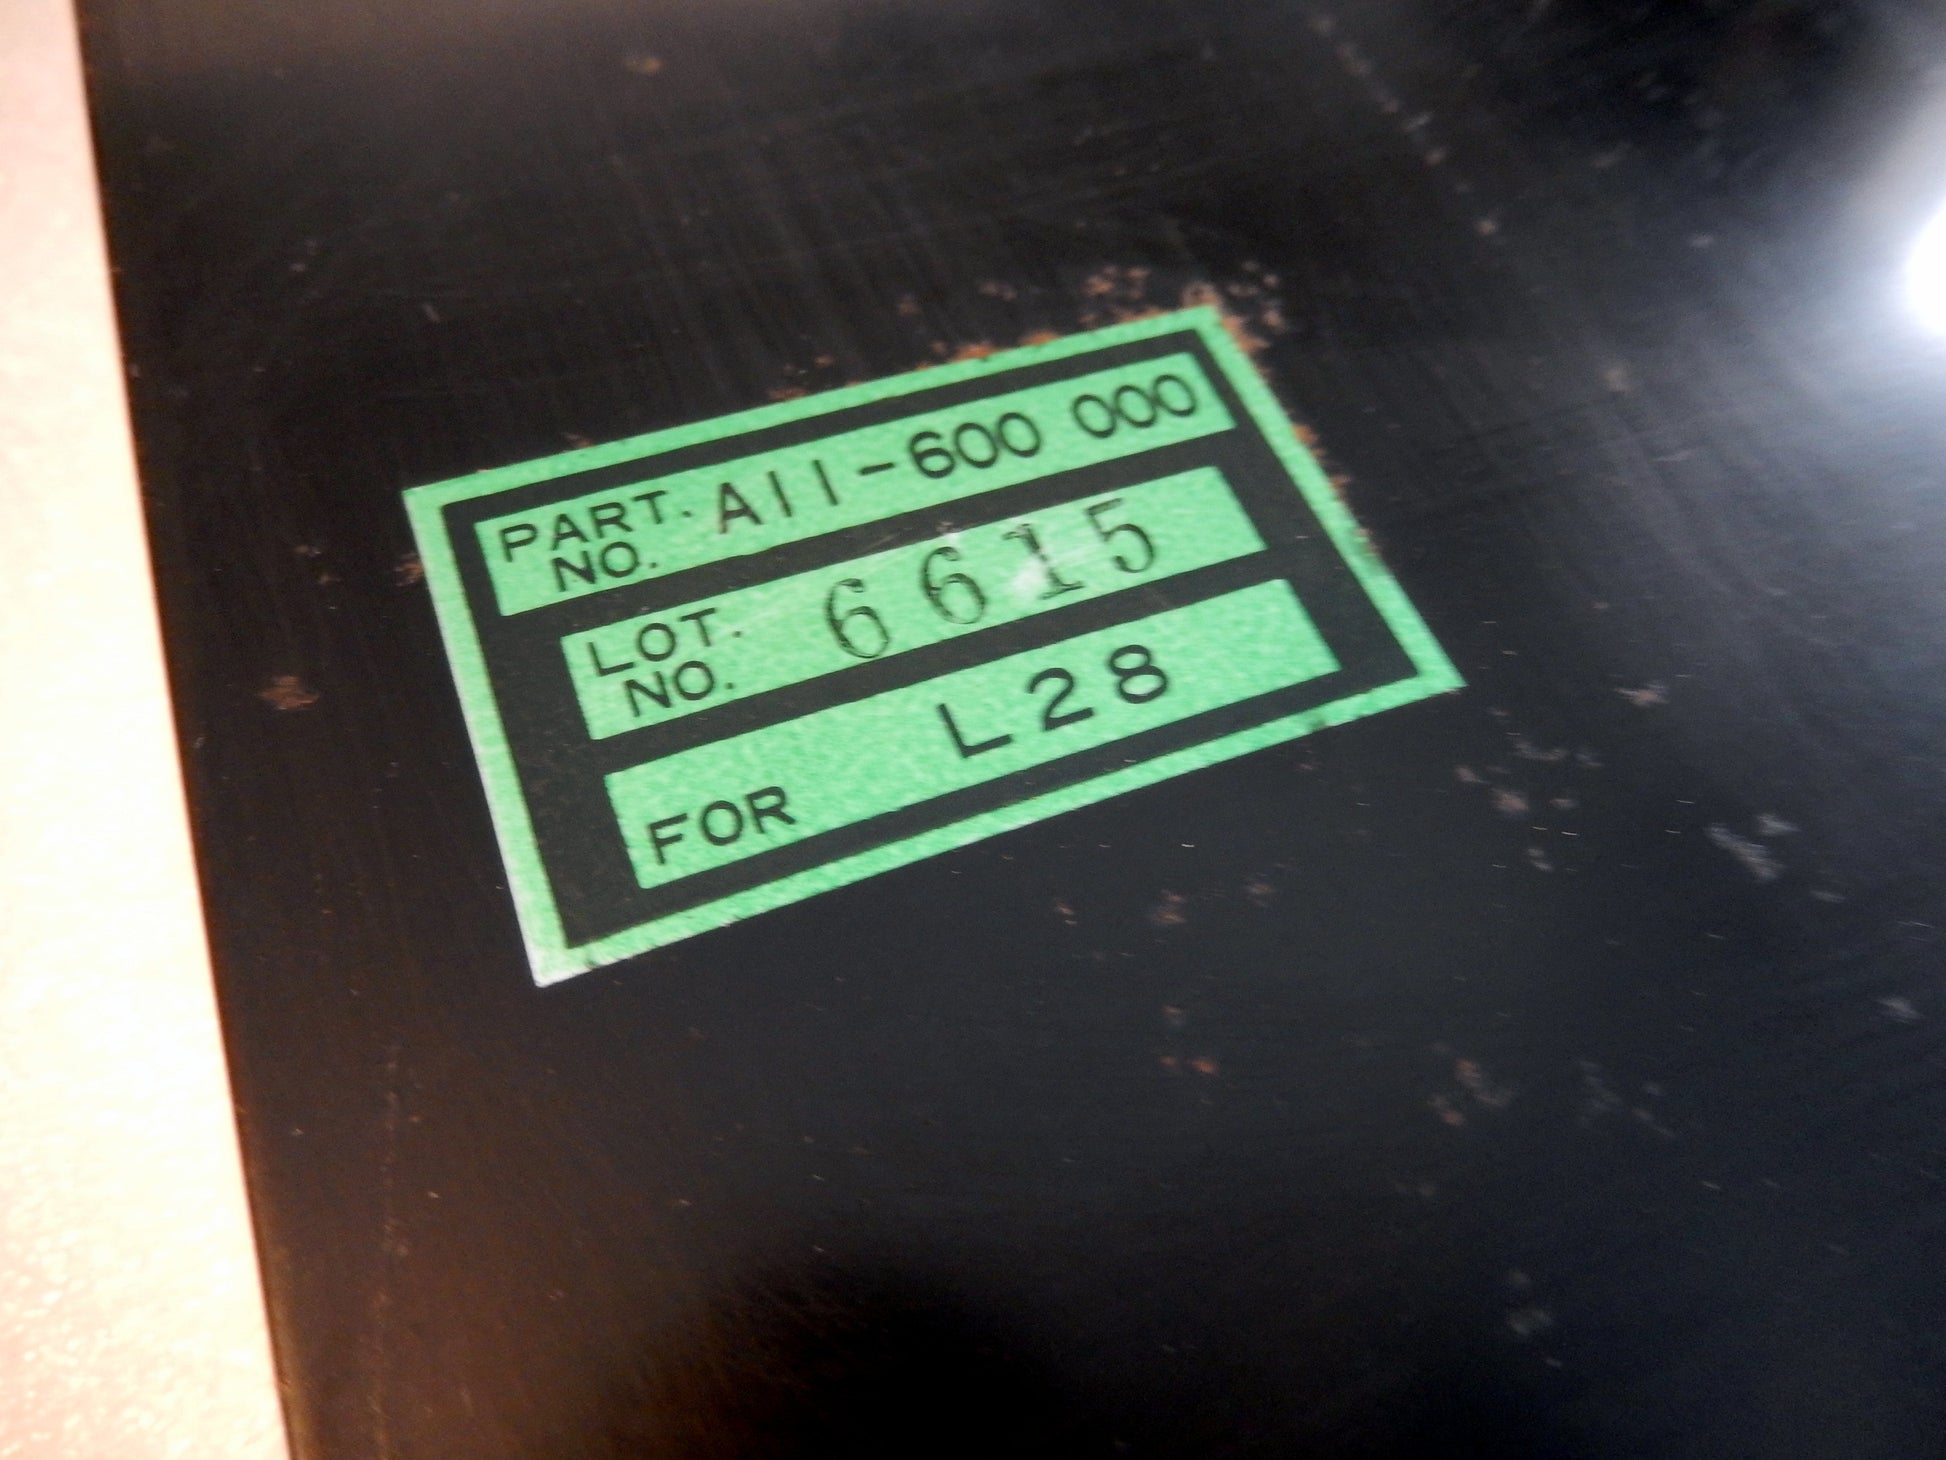 PART. NO. A11-600 000
LOT. NO. 6615
FOR L28